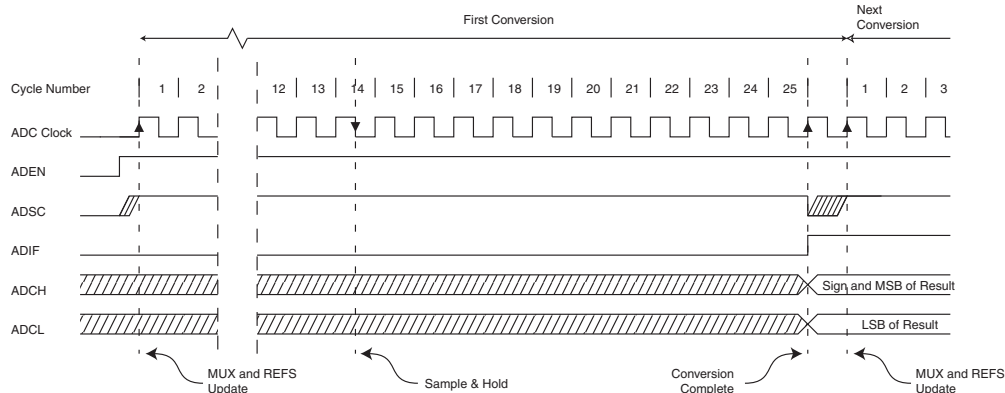 First Conversion
Next
Conversion
Cycle Number 1 2 12 13 14 15 16 17 18 19 20 21 22 23 24 25 1 2 3
ADC Clock
ADEN
ADSC
ADIF
ADCH
Sign and MSB of Result
ADCL
LSB of Result
MUX and REFS
Update
Sample & Hold
Conversion
Complete
MUX and REFS
Update